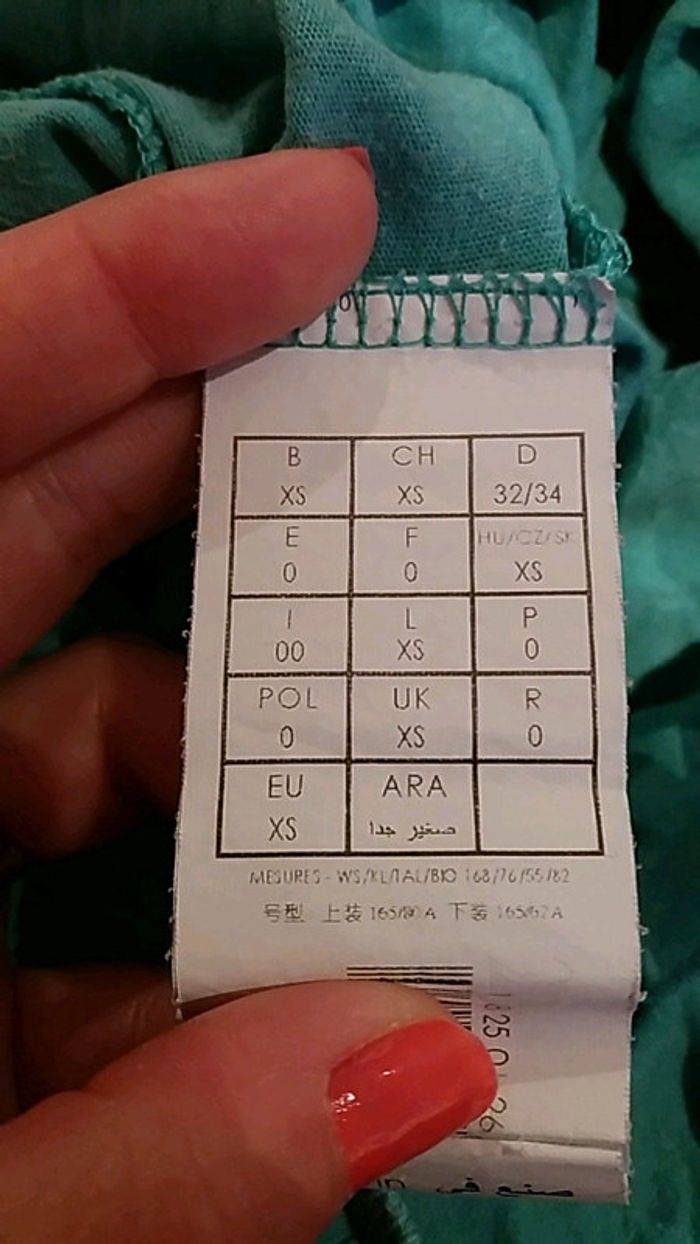 B CH D
XS XS 32/34
E F HU/CZ/SK
0 0 XS
I L P
00 XS 0
POL UK R
0 XS 0
EU ARA
XS صغير جدا
MESURES - WS/KL/TAL/BIO 168/76/55/82
号型 上装 165/80A 下装 165/62A
صنع في